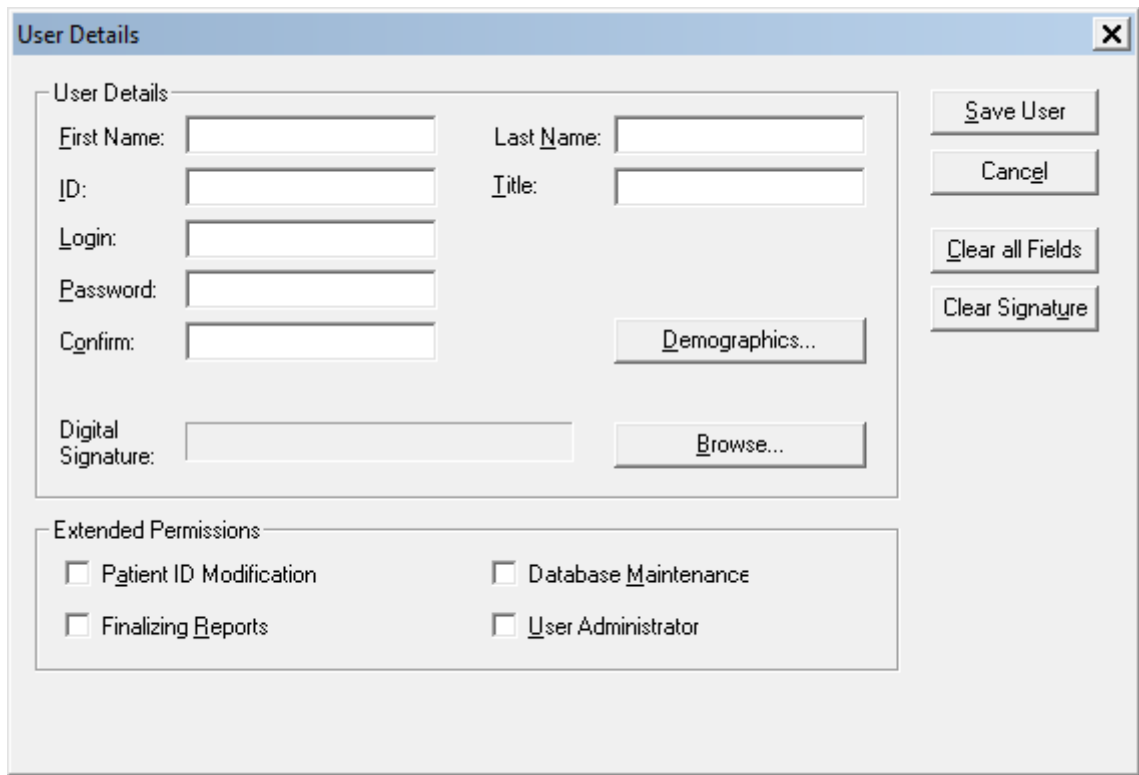 User Details
User Details
First Name:
Last Name:
Save User
ID:
Title:
Cancel
Login:
Clear all Fields
Password:
Clear Signature
Confirm:
Demographics...
Digital
Signature:
Browse...
Extended Permissions
Patient ID Modification
Database Maintenance
Finalizing Reports
User Administrator